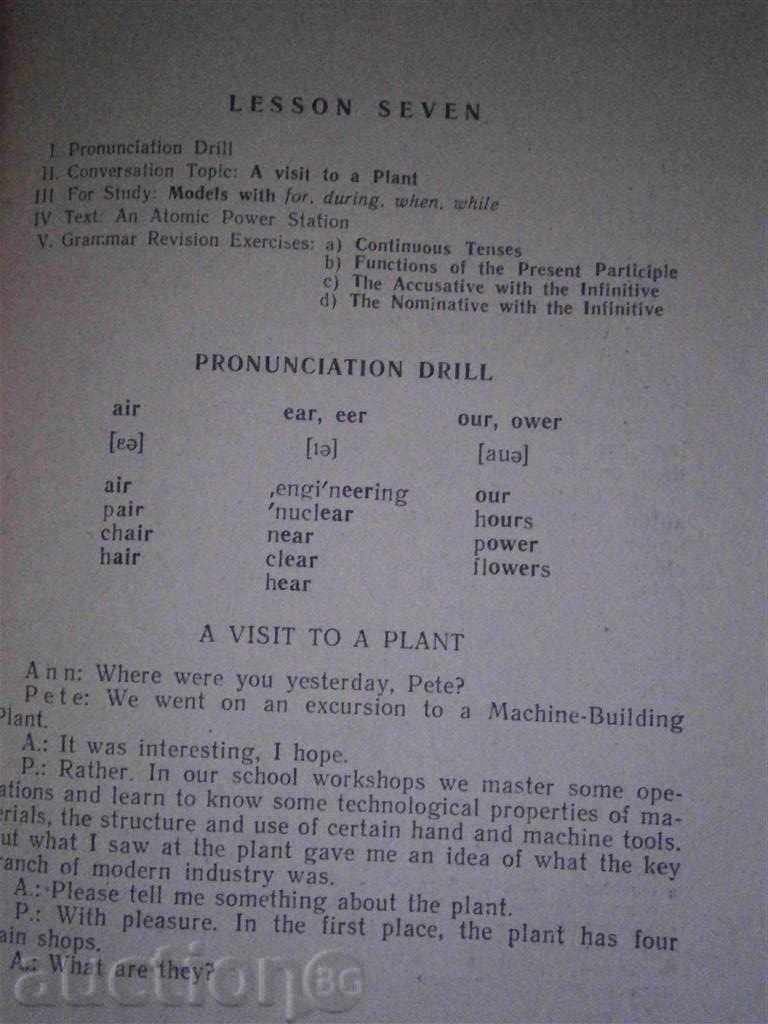 LESSON SEVEN
I. Pronunciation Drill
II. Conversation Topic: A visit to a Plant
III For Study: Models with for, during, when, while
IV Text: An Atomic Power Station
V. Grammar Revision Exercises: a) Continuous Tenses
b) Functions of the Present Participle
c) The Accusative with the Infinitive
d) The Nominative with the Infinitive
PRONUNCIATION DRILL
air ear, eer our, ower
[ɛə] [ɪə] [auə]
air ,engi'neering our
pair 'nuclear hours
chair near power
hair clear flowers
hear
A VISIT TO A PLANT
Ann: Where were you yesterday, Pete?
Pete: We went on an excursion to a Machine-Building
Plant.
A.: It was interesting, I hope.
P.: Rather. In our school workshops we master some ope-
ations and learn to know some technological properties of ma-
erials, the structure and use of certain hand and machine tools.
ut what I saw at the plant gave me an idea of what the key
ranch of modern industry was.
A.: Please tell me something about the plant.
P.: With pleasure. In the first place, the plant has four
ain shops.
A.: What are they?
auctionBG